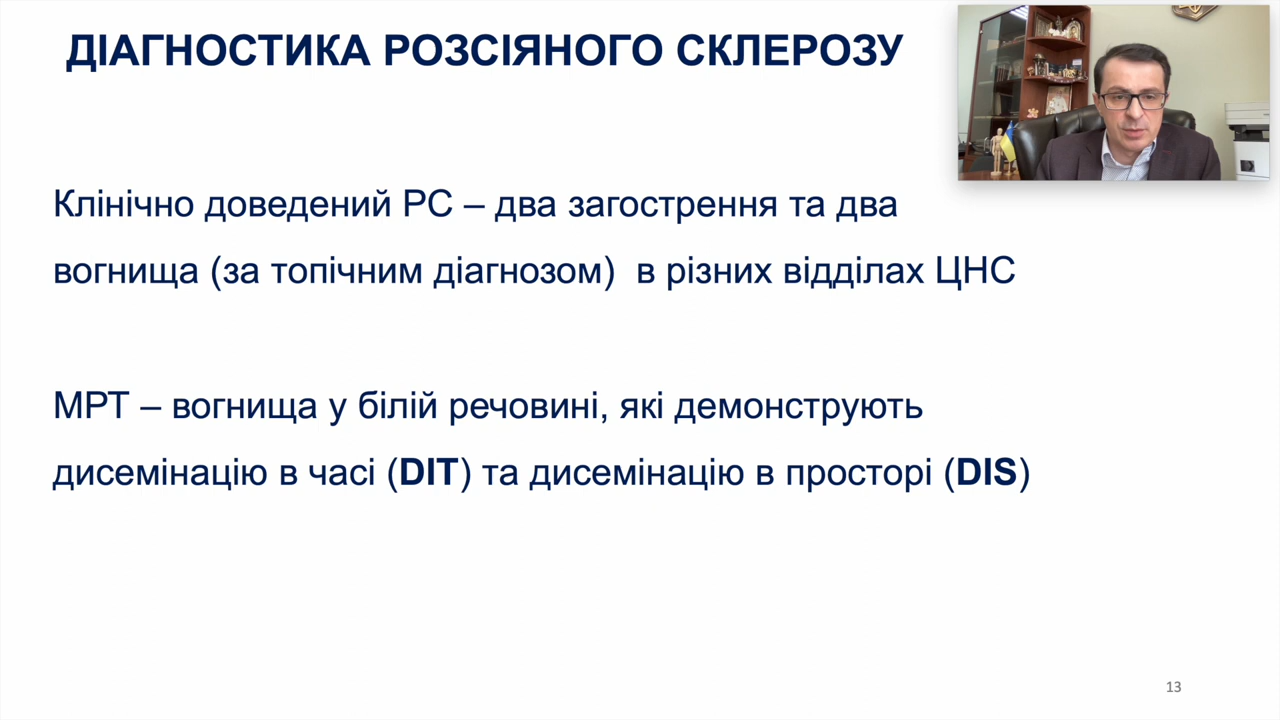 ДІАГНОСТИКА РОЗСІЯНОГО СКЛЕРОЗУ
Клінічно доведений РС – два загострення та два
вогнища (за топічним діагнозом)  в різних відділах ЦНС
МРТ – вогнища у білій речовині, які демонструють
дисемінацію в часі (DIT) та дисемінацію в просторі (DIS)
13